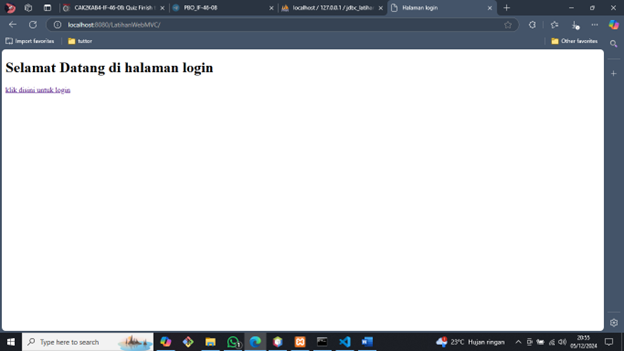 CAK2KAB4-IF-46-08: Quiz Finish
PBO_IF-46-08
localhost / 127.0.0.1 / jdbc_latihan
Halaman login
localhost:8080/LatihanWebMVC/
Import favorites
tutor
Other favorites
Selamat Datang di halaman login
klik disini untuk login
Type here to search
23°C Hujan ringan
20:55
05/12/2024